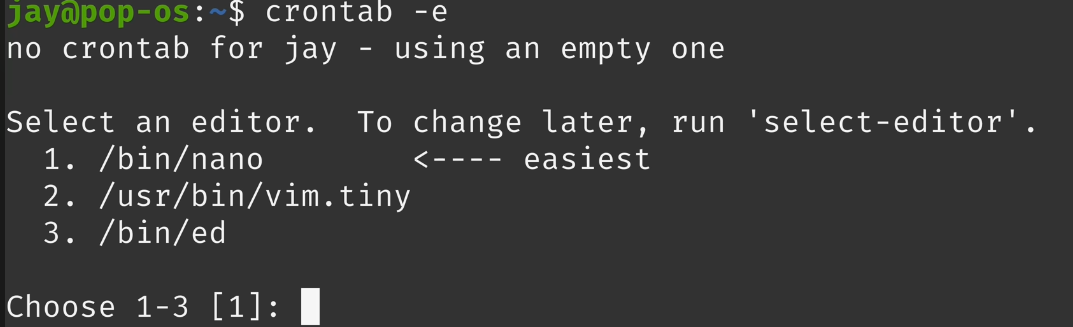 jay@pop-os:~$ crontab -e
no crontab for jay - using an empty one
Select an editor.  To change later, run 'select-editor'.
  1. /bin/nano        <---- easiest
  2. /usr/bin/vim.tiny
  3. /bin/ed
Choose 1-3 [1]: